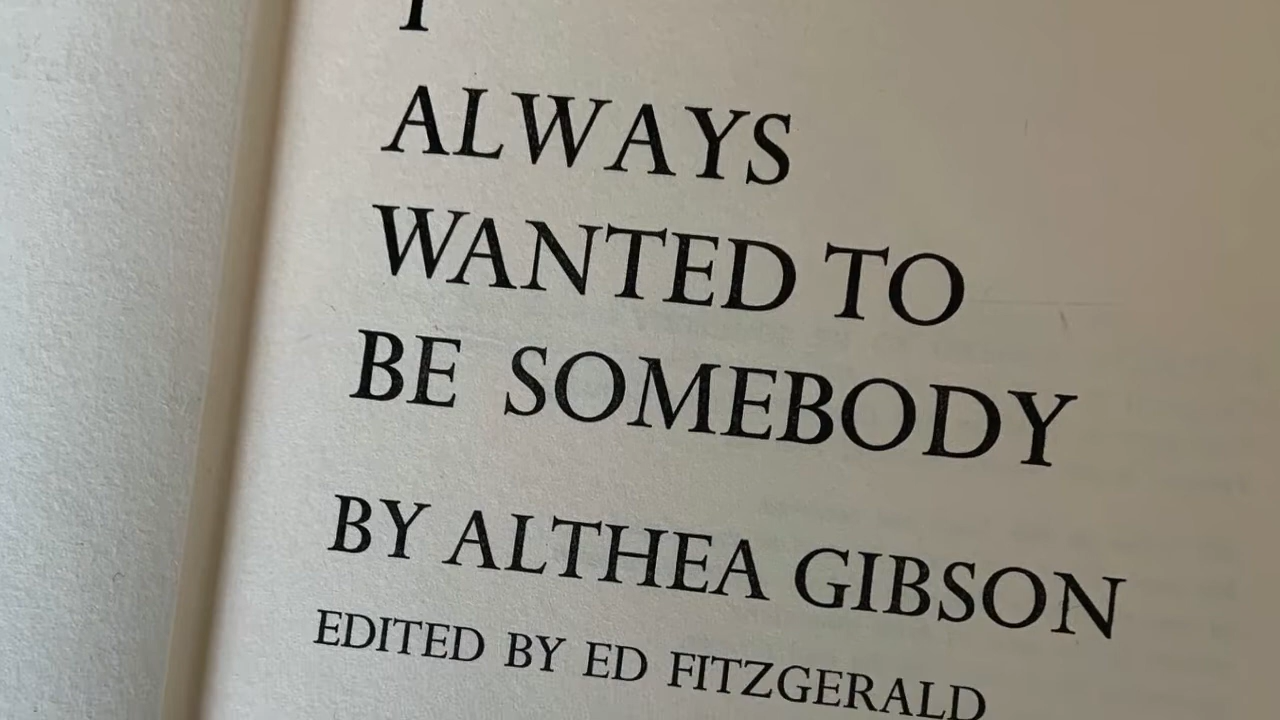 I
ALWAYS
WANTED TO
BE SOMEBODY
BY ALTHEA GIBSON
EDITED BY ED FITZGERALD